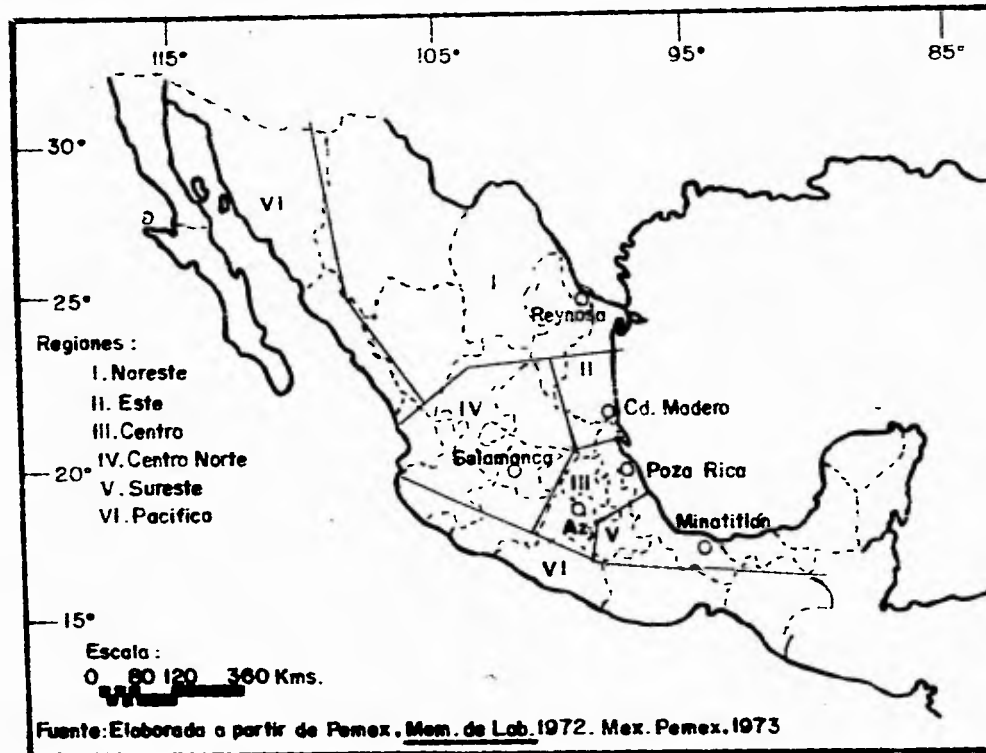 115° 105° 95° 85°
30°
VI
25°
I
Reynosa
Regiones :
I. Noreste
II. Este
III. Centro
IV. Centro Norte
V. Sureste
VI. Pacifico
II
IV
Cd. Madero
Salamanca
20°
III
Poza Rica
Az.
V
Minatitlán
VI
15°
Escala :
0 80 120 360 Kms.
Fuente: Elaborada a partir de Pemex. Mem. de Lab. 1972. Mex. Pemex. 1973